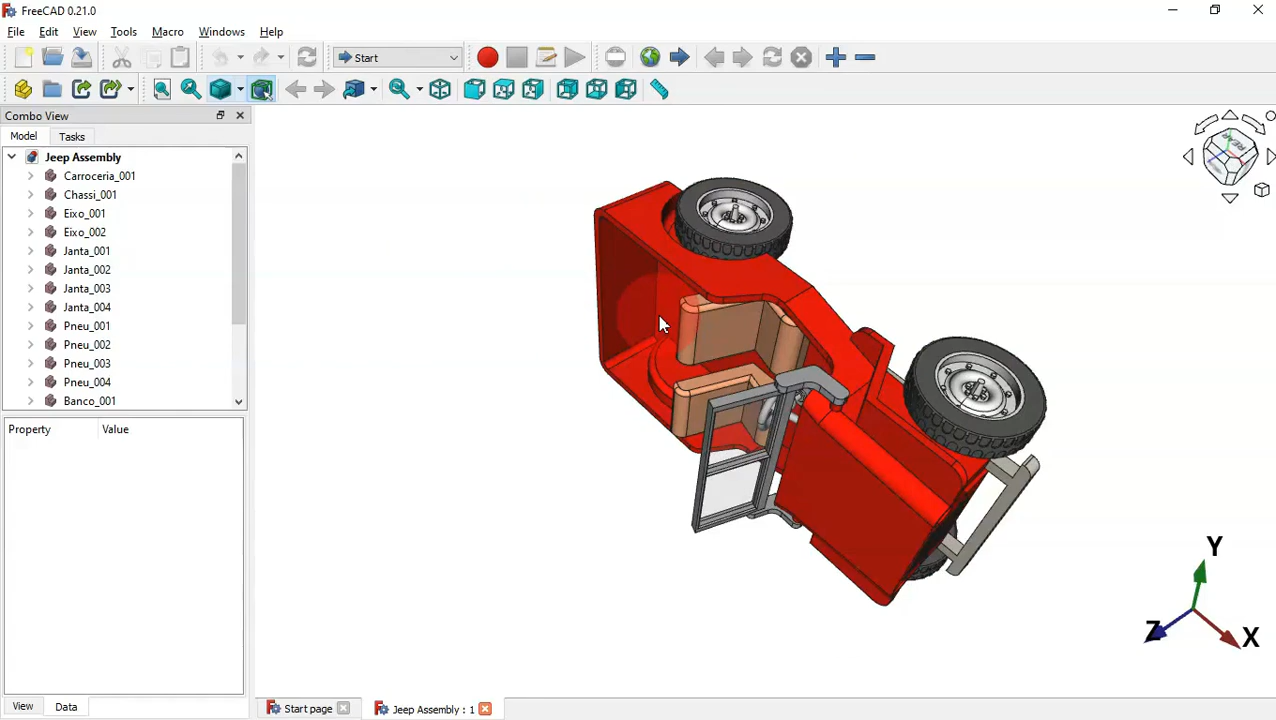 FreeCAD 0.21.0
File Edit View Tools Macro Windows Help
Start
Combo View
Model Tasks
Jeep Assembly
Carroceria_001
Chassi_001
Eixo_001
Eixo_002
Janta_001
Janta_002
Janta_003
Janta_004
Pneu_001
Pneu_002
Pneu_003
Pneu_004
Banco_001
Property Value
REAR
Y
Z X
View Data
Start page Jeep Assembly : 1